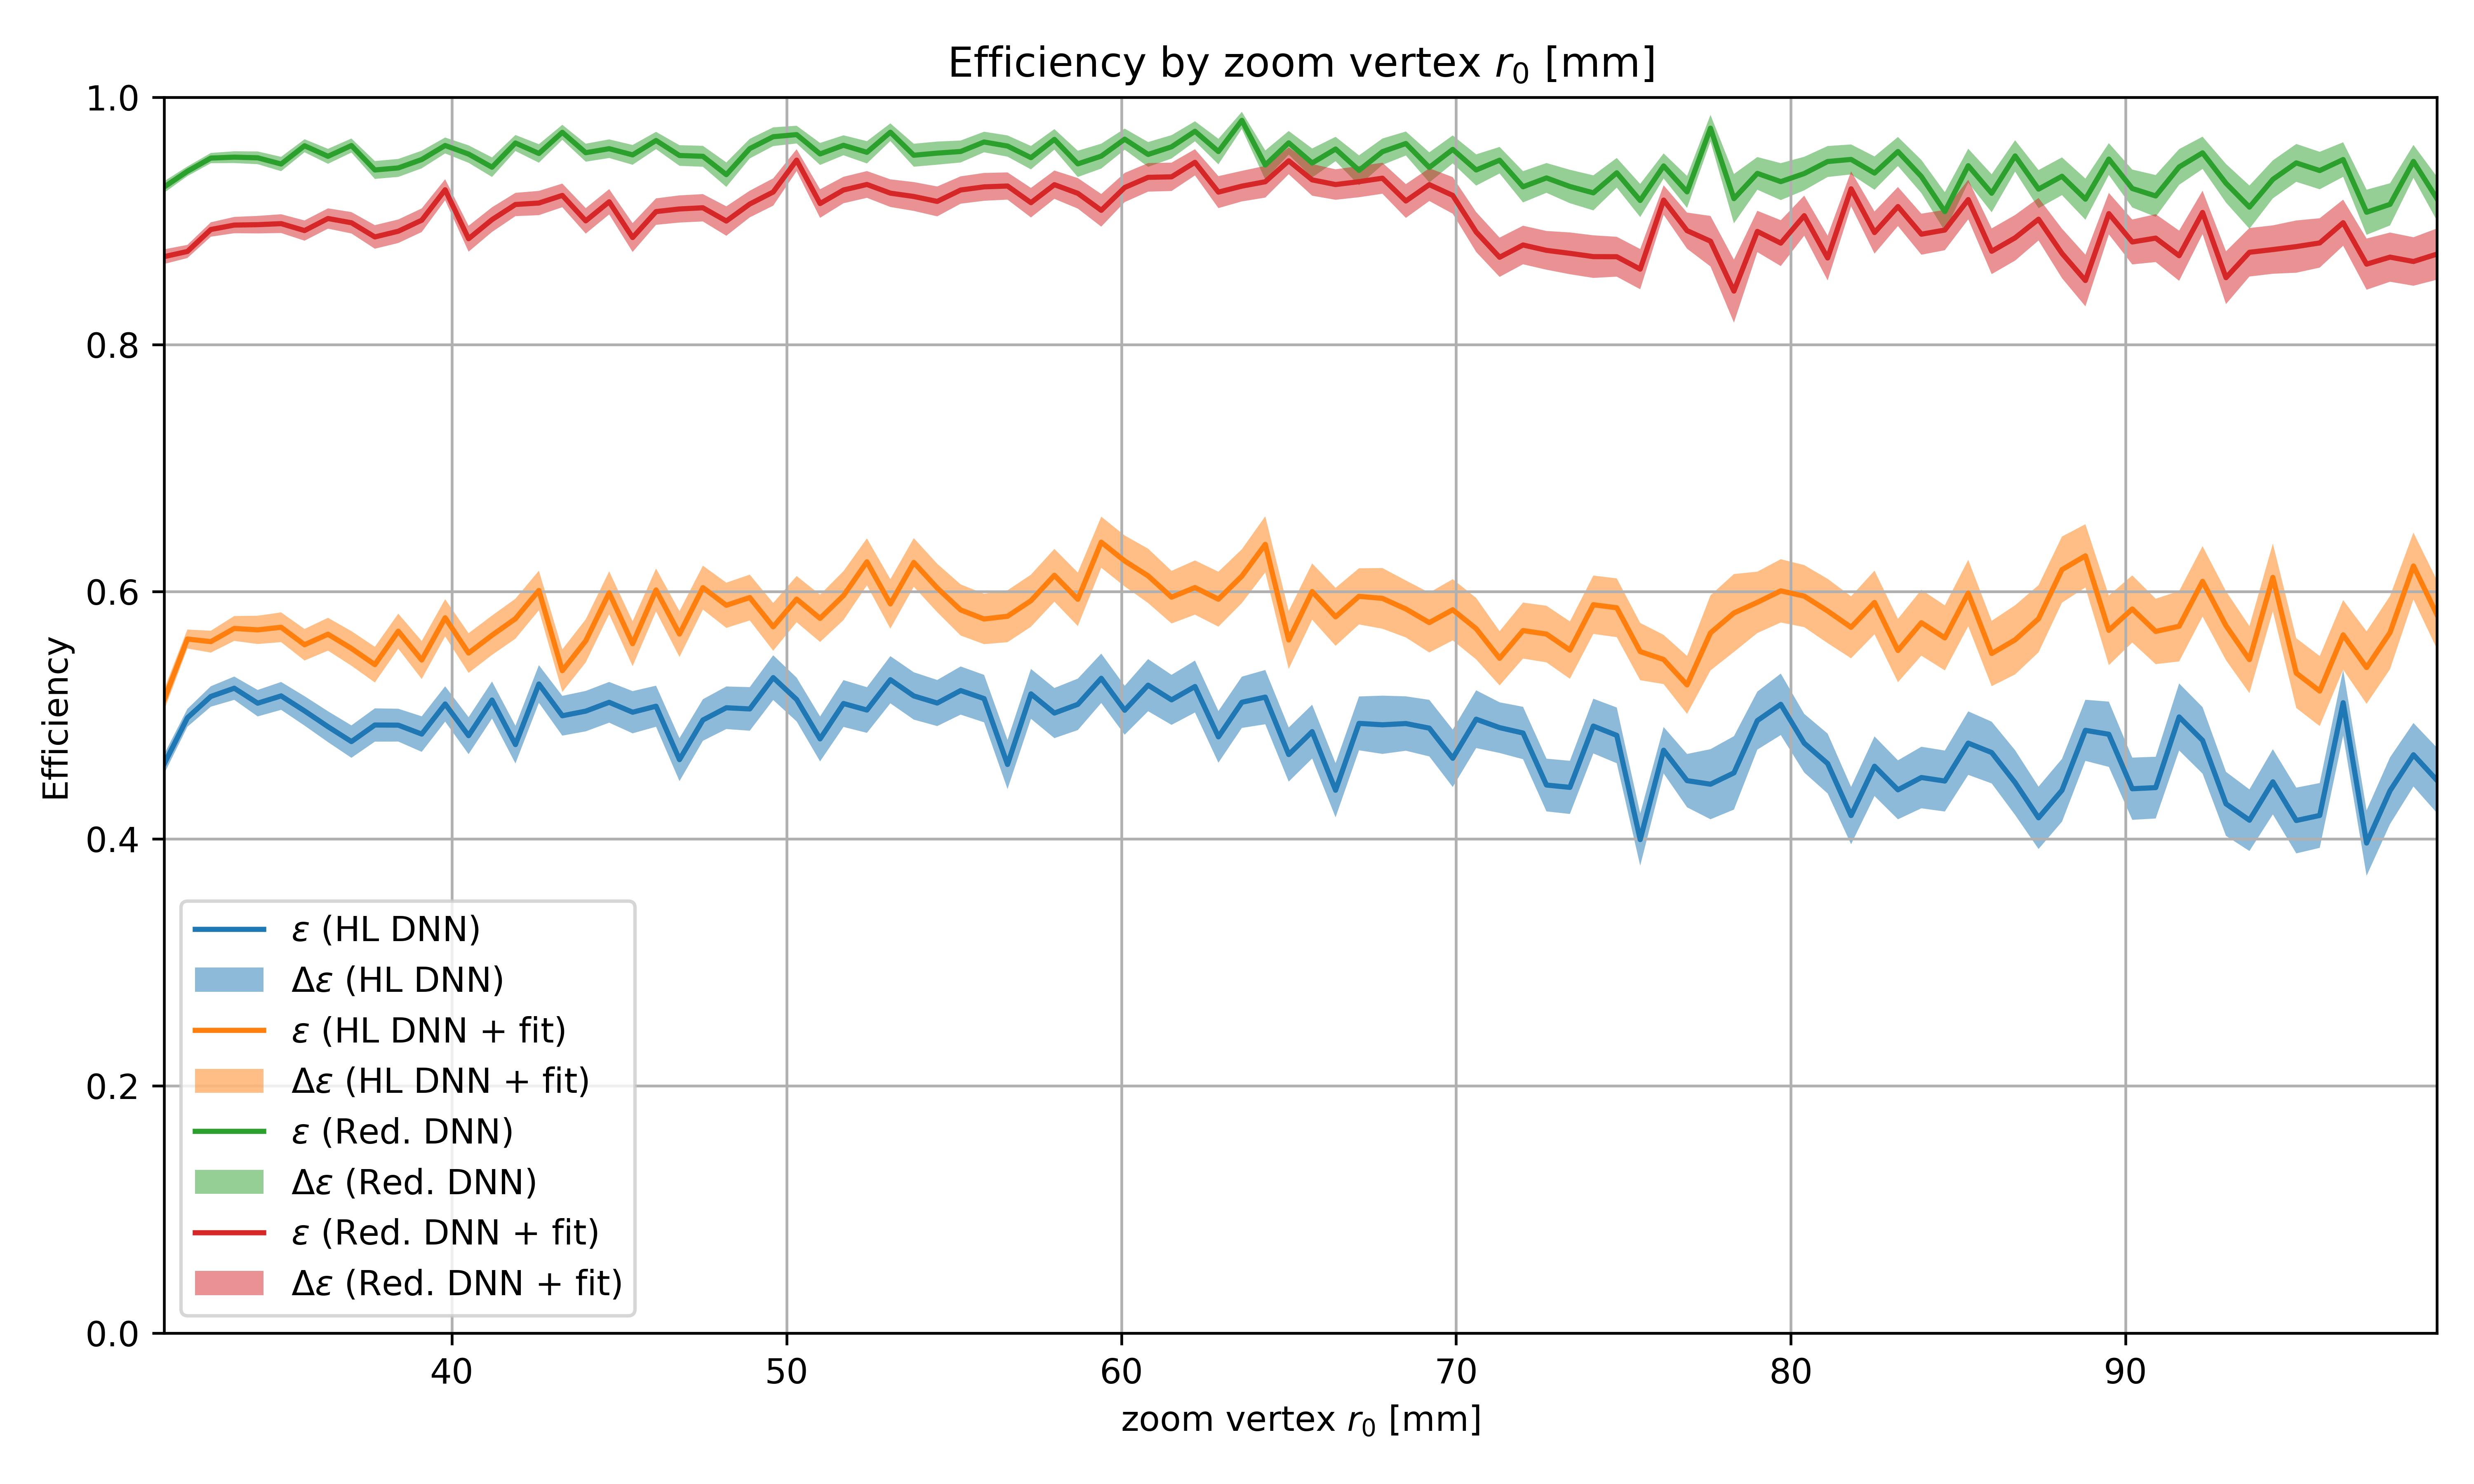 Efficiency by zoom vertex r₀ [mm]
Efficiency
1.0
0.8
0.6
0.4
0.2
0.0
ε (HL DNN)
Δε (HL DNN)
ε (HL DNN + fit)
Δε (HL DNN + fit)
ε (Red. DNN)
Δε (Red. DNN)
ε (Red. DNN + fit)
Δε (Red. DNN + fit)
40 50 60 70 80 90
zoom vertex r₀ [mm]